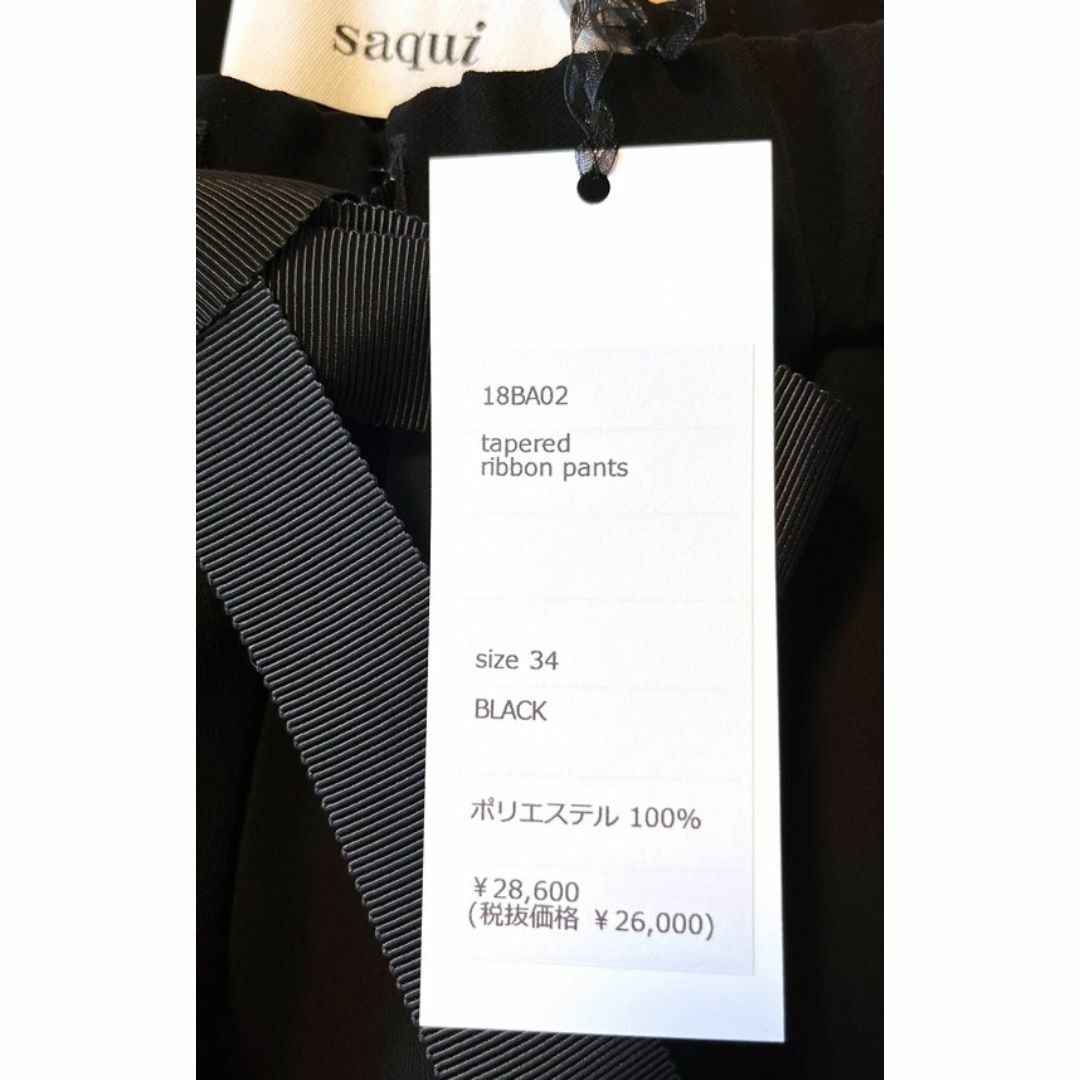 saqui
18BA02
tapered
ribbon pants
size 34
BLACK
ポリエステル 100%
¥28,600
(税抜価格 ¥26,000)